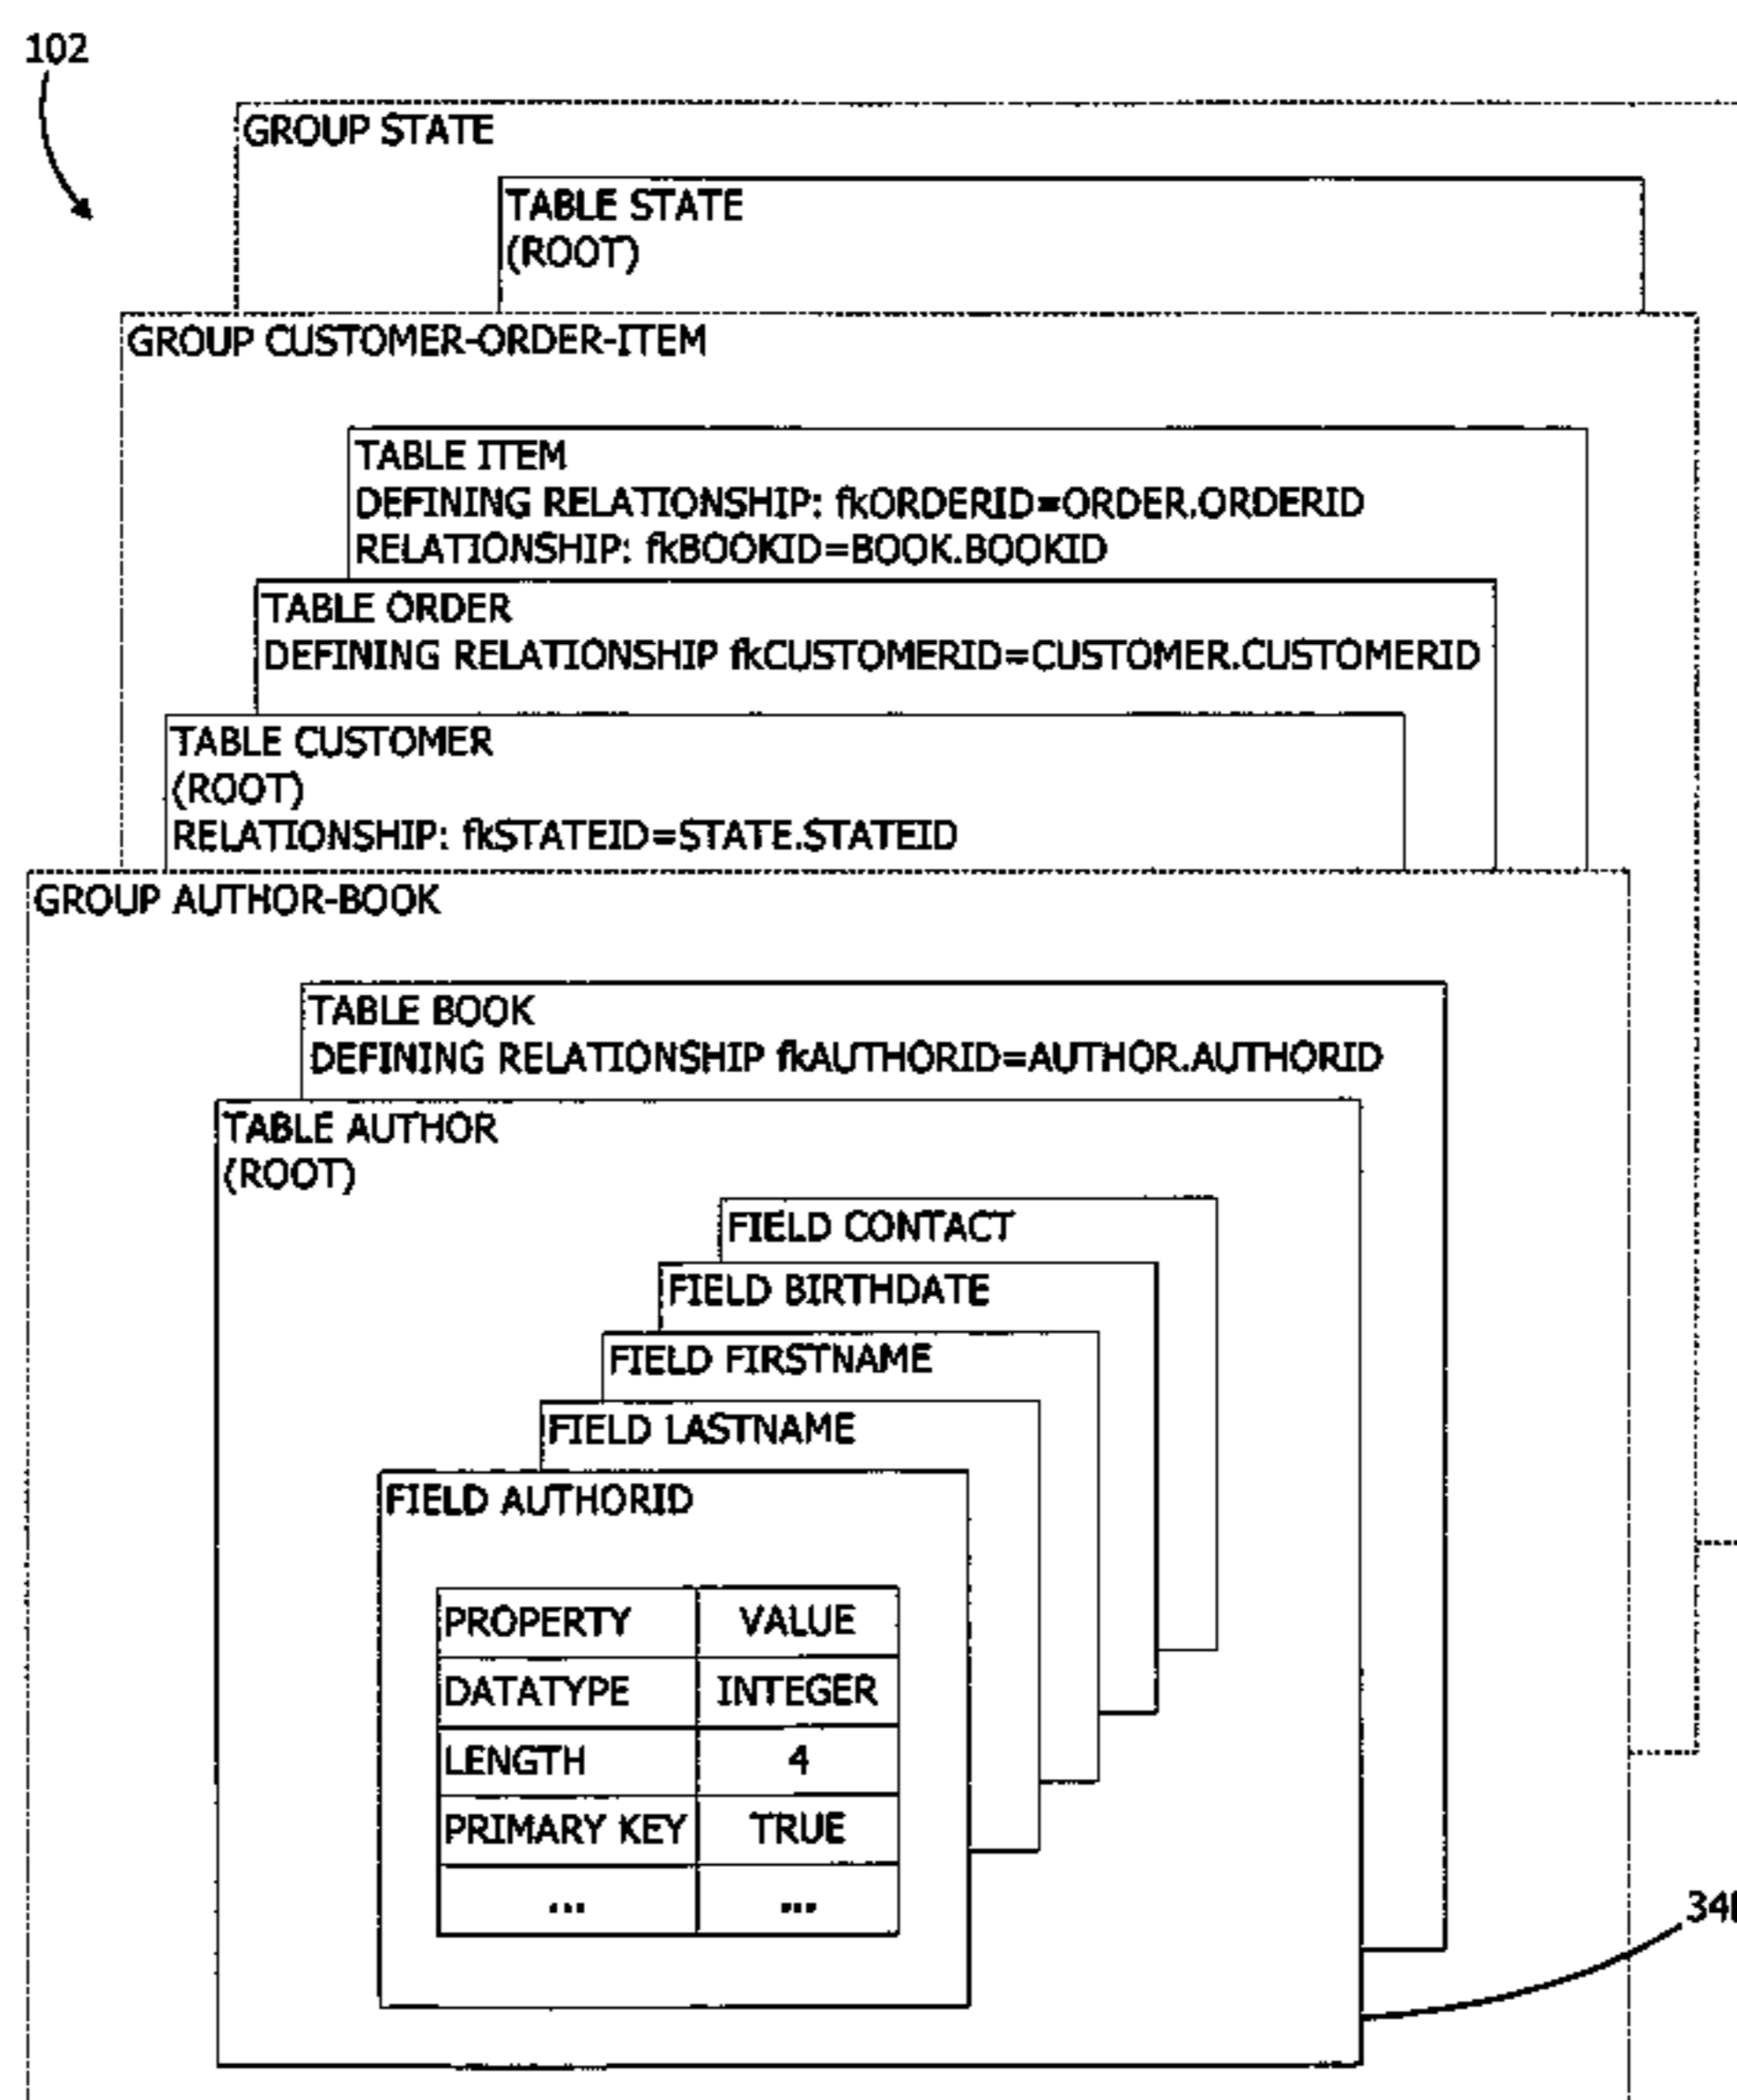 102
GROUP STATE
TABLE STATE
(ROOT)
GROUP CUSTOMER-ORDER-ITEM
TABLE ITEM
DEFINING RELATIONSHIP: fkORDERID=ORDER.ORDERID
RELATIONSHIP: fkBOOKID=BOOK.BOOKID
TABLE ORDER
DEFINING RELATIONSHIP fkCUSTOMERID=CUSTOMER.CUSTOMERID
TABLE CUSTOMER
(ROOT)
RELATIONSHIP: fkSTATEID=STATE.STATEID
GROUP AUTHOR-BOOK
TABLE BOOK
DEFINING RELATIONSHIP fkAUTHORID=AUTHOR.AUTHORID
TABLE AUTHOR
(ROOT)
FIELD CONTACT
FIELD BIRTHDATE
FIELD FIRSTNAME
FIELD LASTNAME
FIELD AUTHORID
PROPERTY VALUE
DATATYPE INTEGER
LENGTH 4
PRIMARY KEY TRUE
... ...